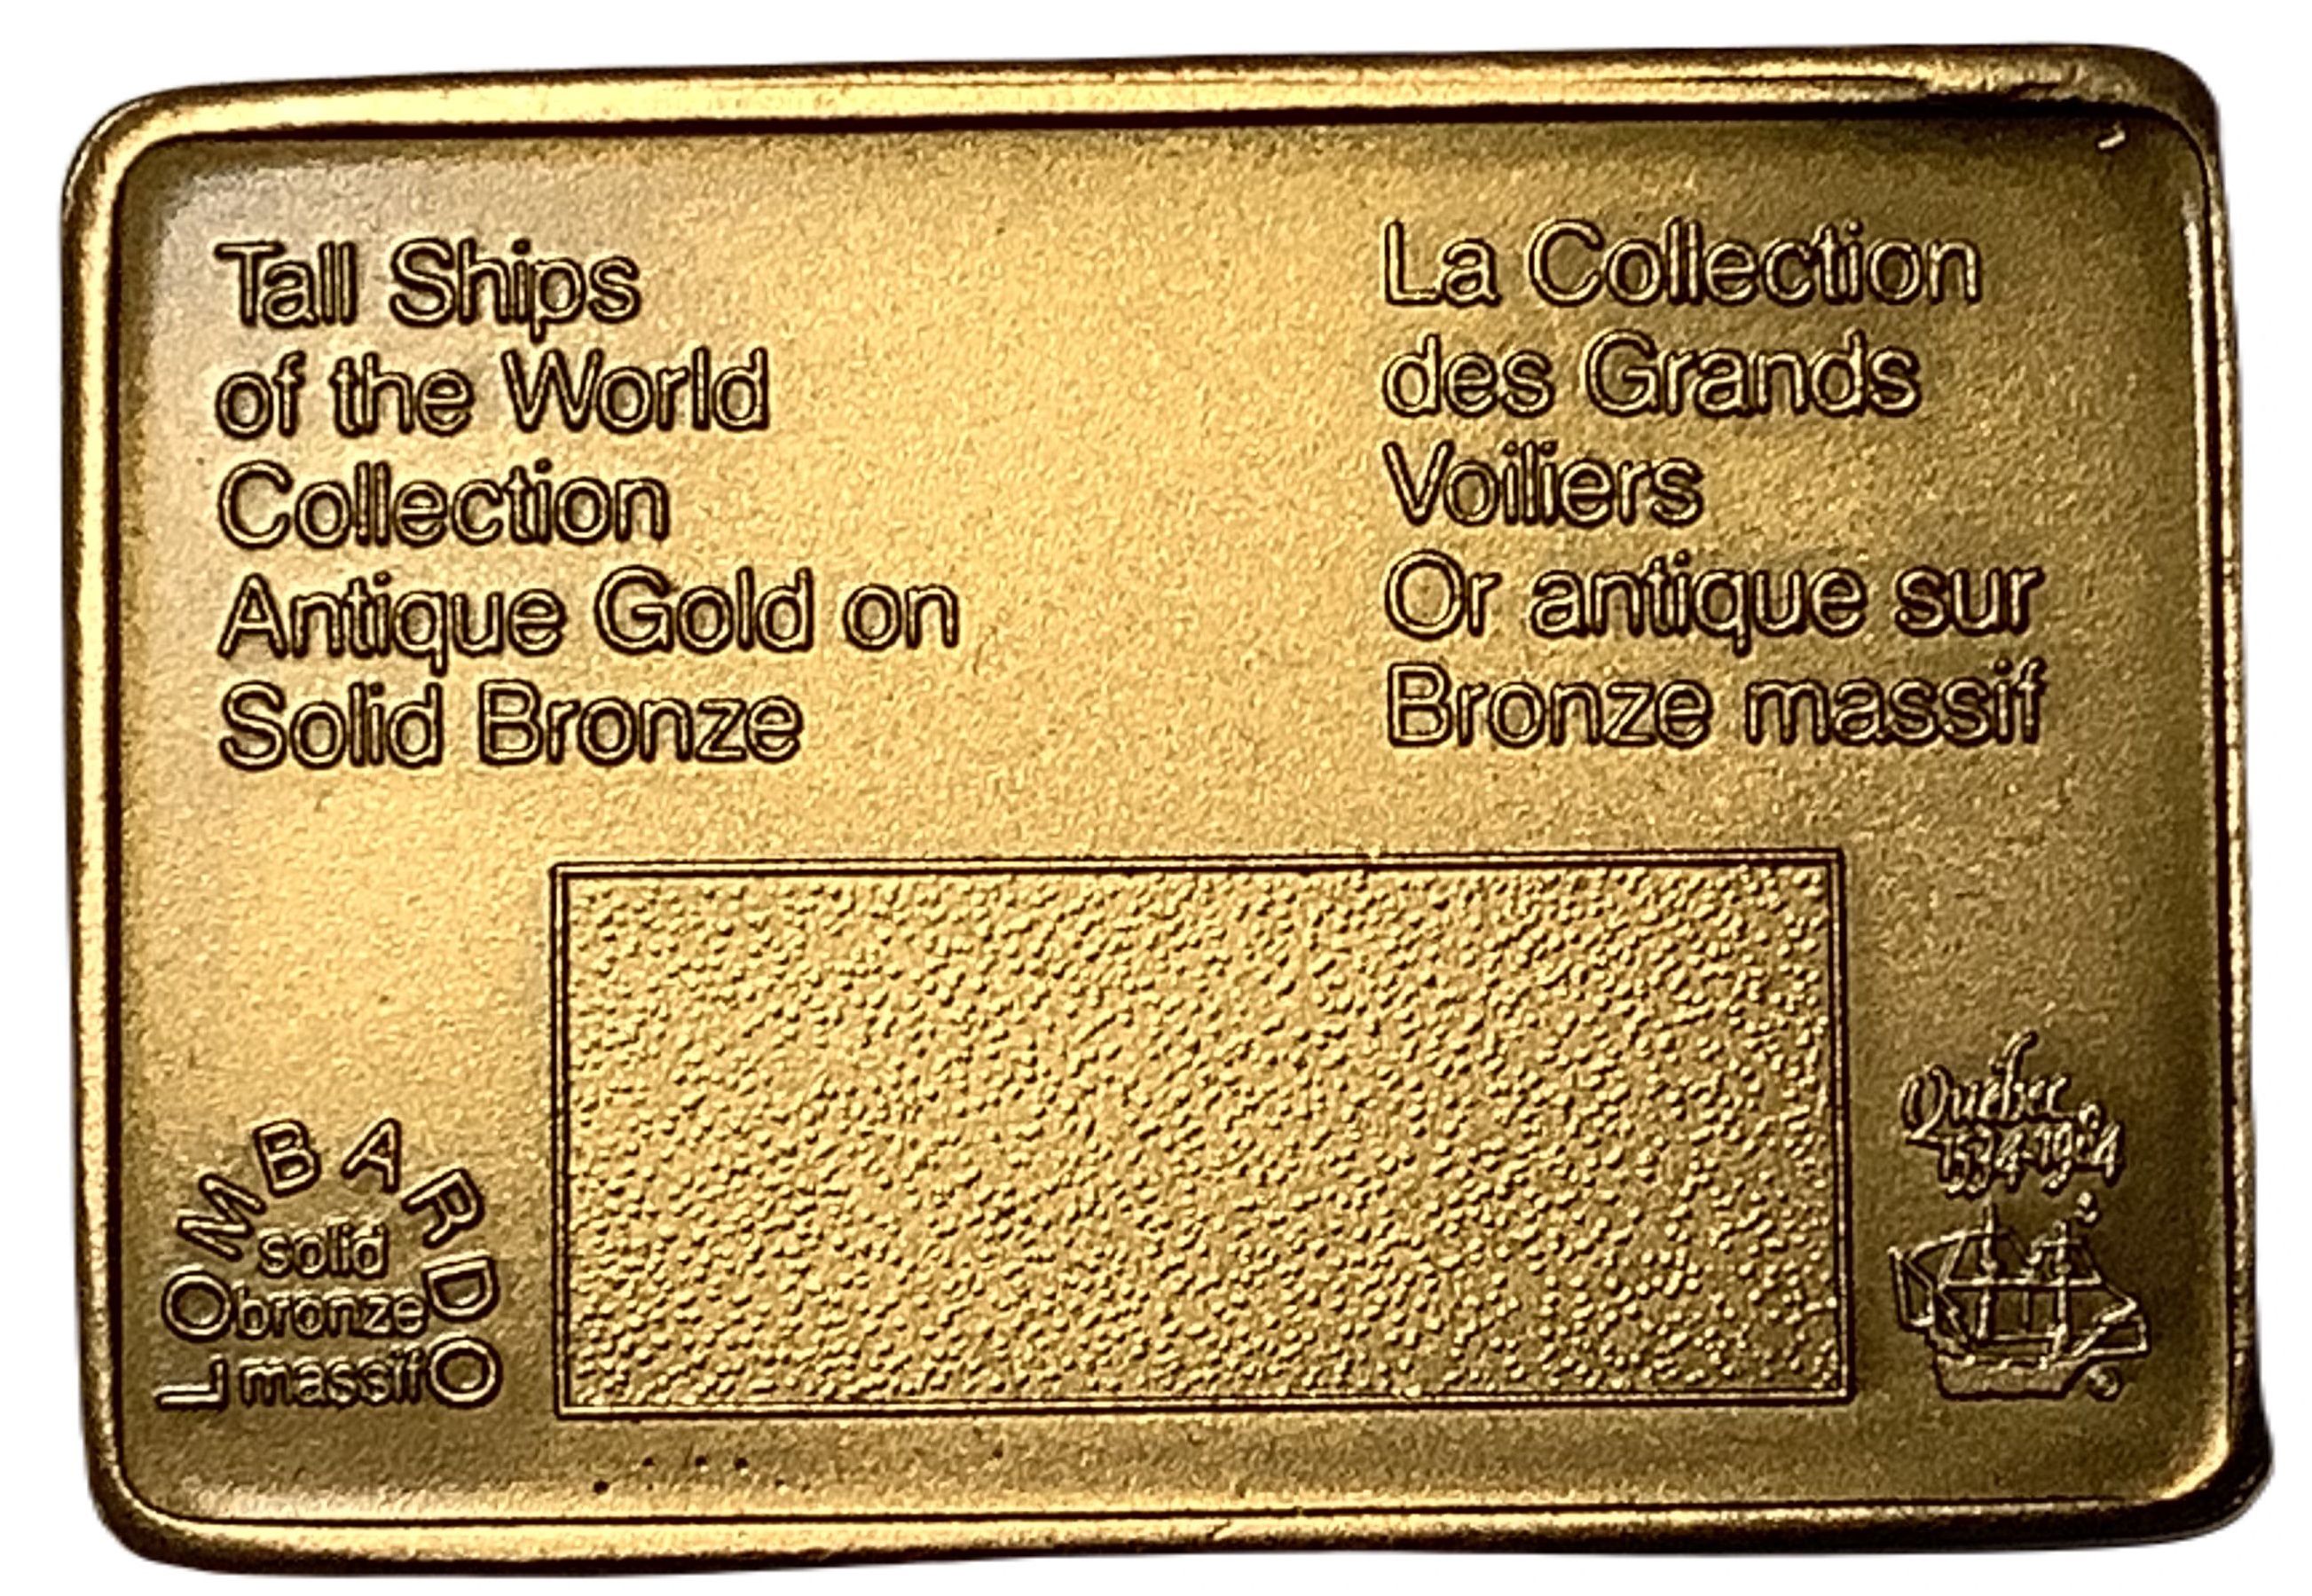 Tall Ships
of the World
Collection
Antique Gold on
Solid Bronze
La Collection
des Grands
Voiliers
Or antique sur
Bronze massif
LOMBARDO
solid
bronze
massif
Québec
1534-1984